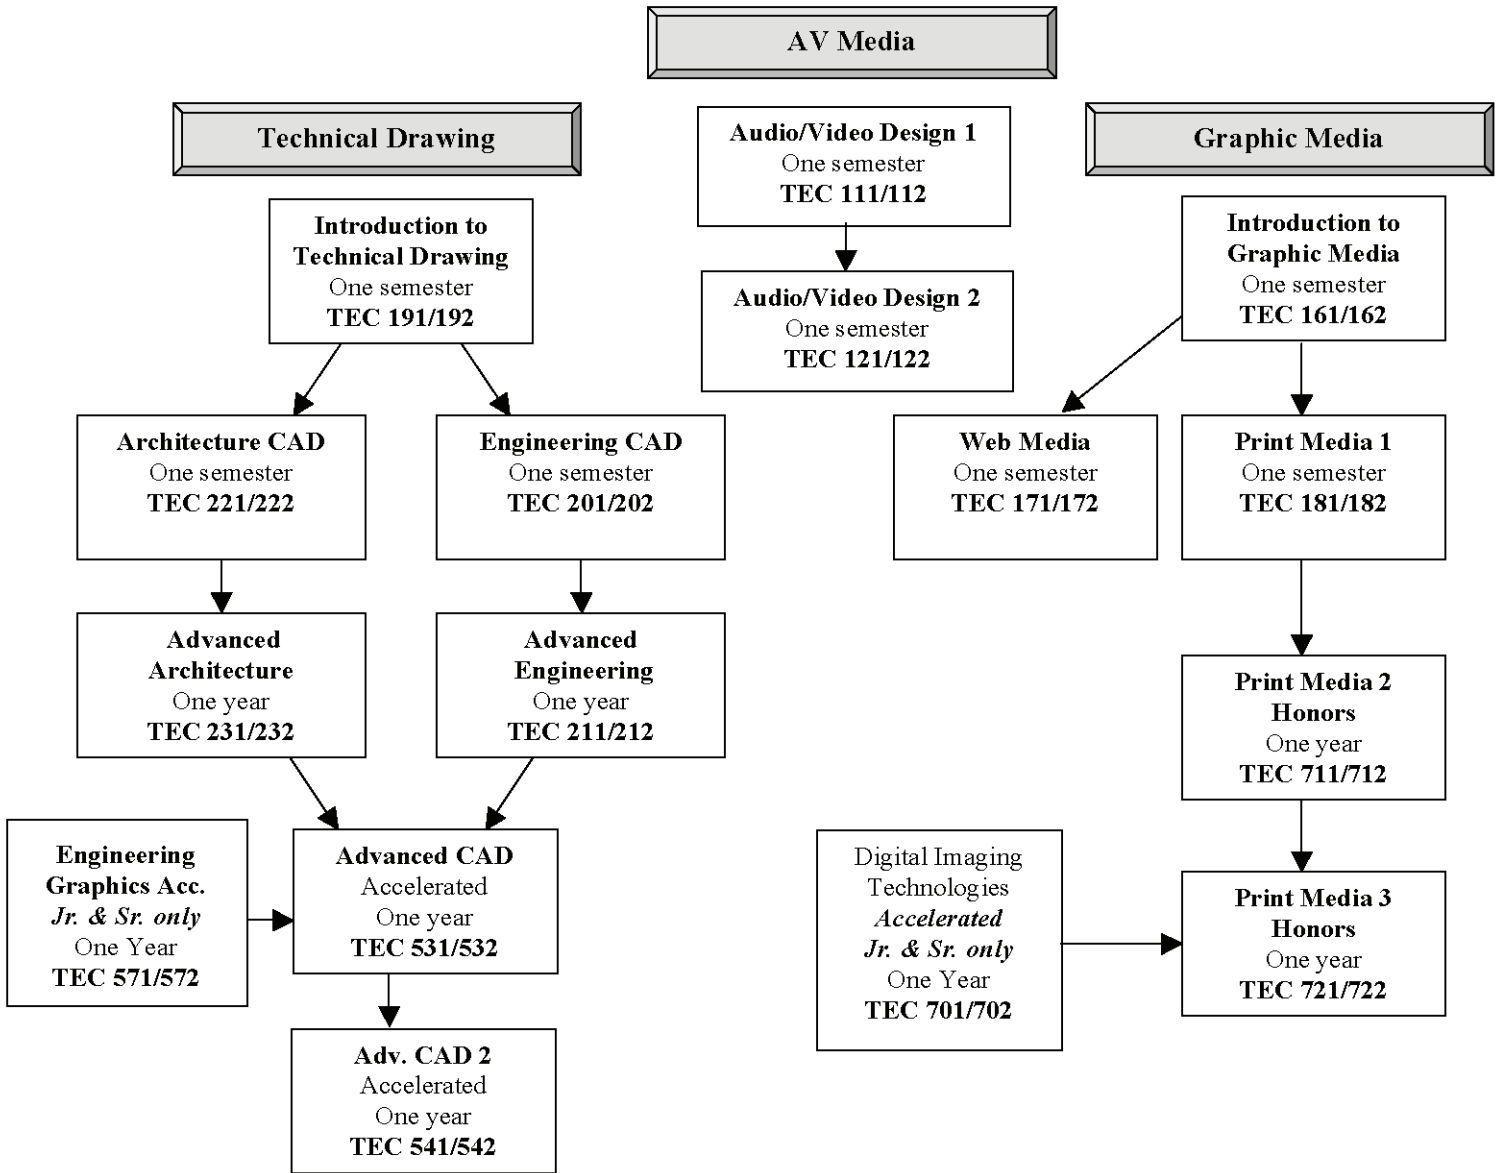 AV Media
Technical Drawing
Audio/Video Design 1
One semester
TEC 111/112
Graphic Media
Introduction to
Technical Drawing
One semester
TEC 191/192
Audio/Video Design 2
One semester
TEC 121/122
Introduction to
Graphic Media
One semester
TEC 161/162
Architecture CAD
One semester
TEC 221/222
Engineering CAD
One semester
TEC 201/202
Web Media
One semester
TEC 171/172
Print Media 1
One semester
TEC 181/182
Advanced
Architecture
One year
TEC 231/232
Advanced
Engineering
One year
TEC 211/212
Print Media 2
Honors
One year
TEC 711/712
Engineering
Graphics Acc.
Jr. & Sr. only
One Year
TEC 571/572
Advanced CAD
Accelerated
One year
TEC 531/532
Digital Imaging
Technologies
Accelerated
Jr. & Sr. only
One Year
TEC 701/702
Print Media 3
Honors
One year
TEC 721/722
Adv. CAD 2
Accelerated
One year
TEC 541/542